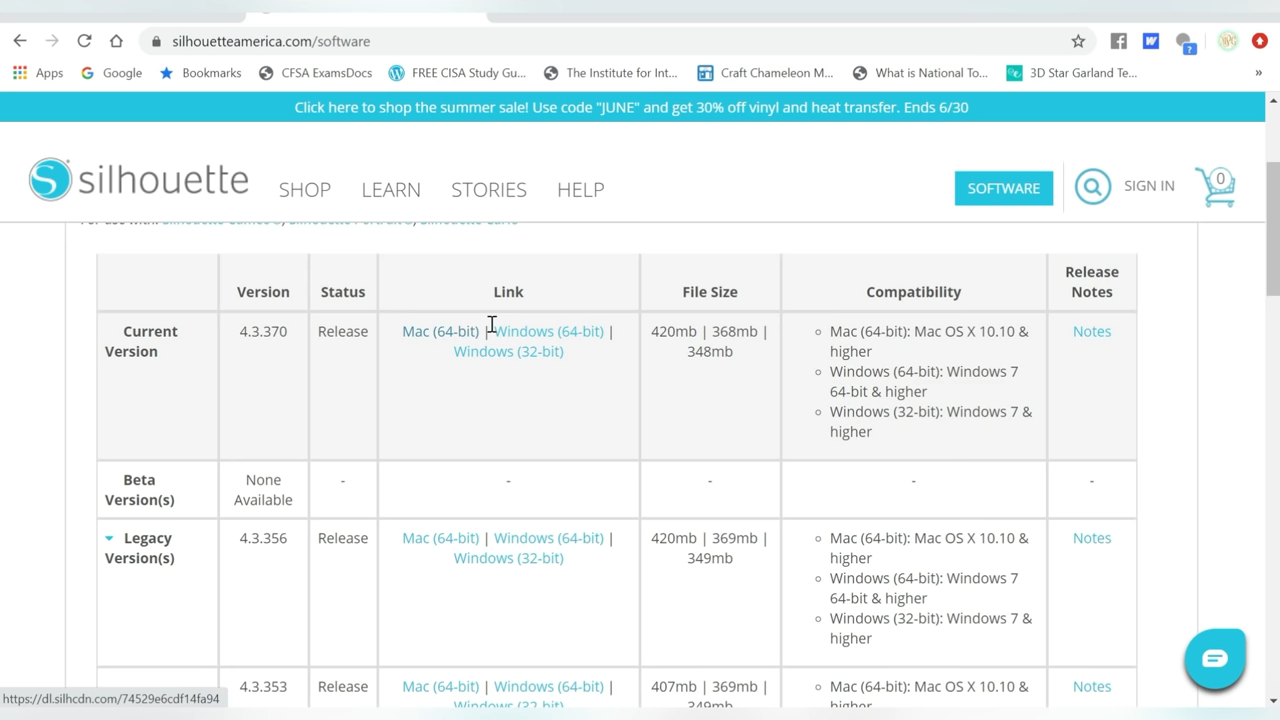 silhouetteamerica.com/software
Apps Google Bookmarks CFSA ExamsDocs FREE CISA Study Gu... The Institute for Int... Craft Chameleon M... What is National To... 3D Star Garland Te... »
Click here to shop the summer sale! Use code "JUNE" and get 30% off vinyl and heat transfer. Ends 6/30
silhouette SHOP LEARN STORIES HELP SOFTWARE SIGN IN 0
Version Status Link File Size Compatibility Release Notes
Current Version 4.3.370 Release Mac (64-bit) | Windows (64-bit) | Windows (32-bit) 420mb | 368mb | 348mb
Mac (64-bit): Mac OS X 10.10 & higher
Windows (64-bit): Windows 7 64-bit & higher
Windows (32-bit): Windows 7 & higher
Notes
Beta Version(s) None Available - - - - -
Legacy Version(s) 4.3.356 Release Mac (64-bit) | Windows (64-bit) | Windows (32-bit) 420mb | 369mb | 349mb
Mac (64-bit): Mac OS X 10.10 & higher
Windows (64-bit): Windows 7 64-bit & higher
Windows (32-bit): Windows 7 & higher
Notes
4.3.353 Release Mac (64-bit) | Windows (64-bit) | Windows (32-bit) 407mb | 369mb | 349mb
Mac (64-bit): Mac OS X 10.10 & higher
Notes
https://dl.silhcdn.com/74529e6cdf14fa94